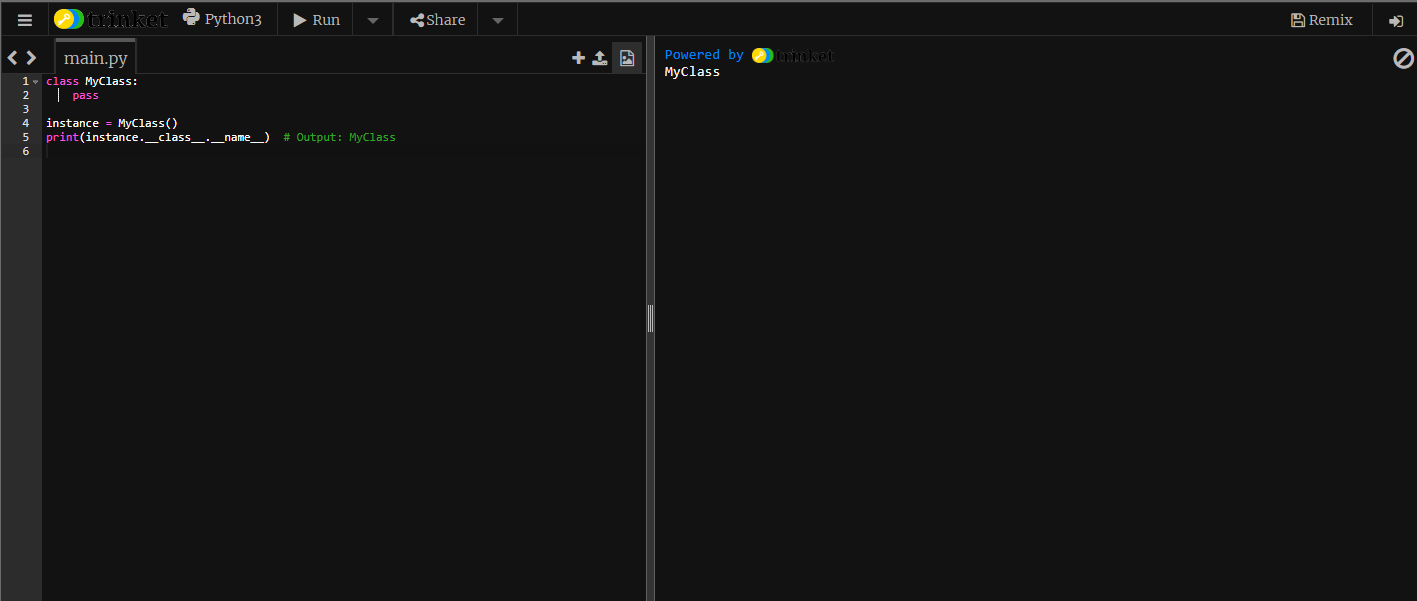 trinket Python3 Run Share Remix
main.py
1 class MyClass:
2 pass
3
4 instance = MyClass()
5 print(instance.__class__.__name__)  # Output: MyClass
6
Powered by trinket
MyClass